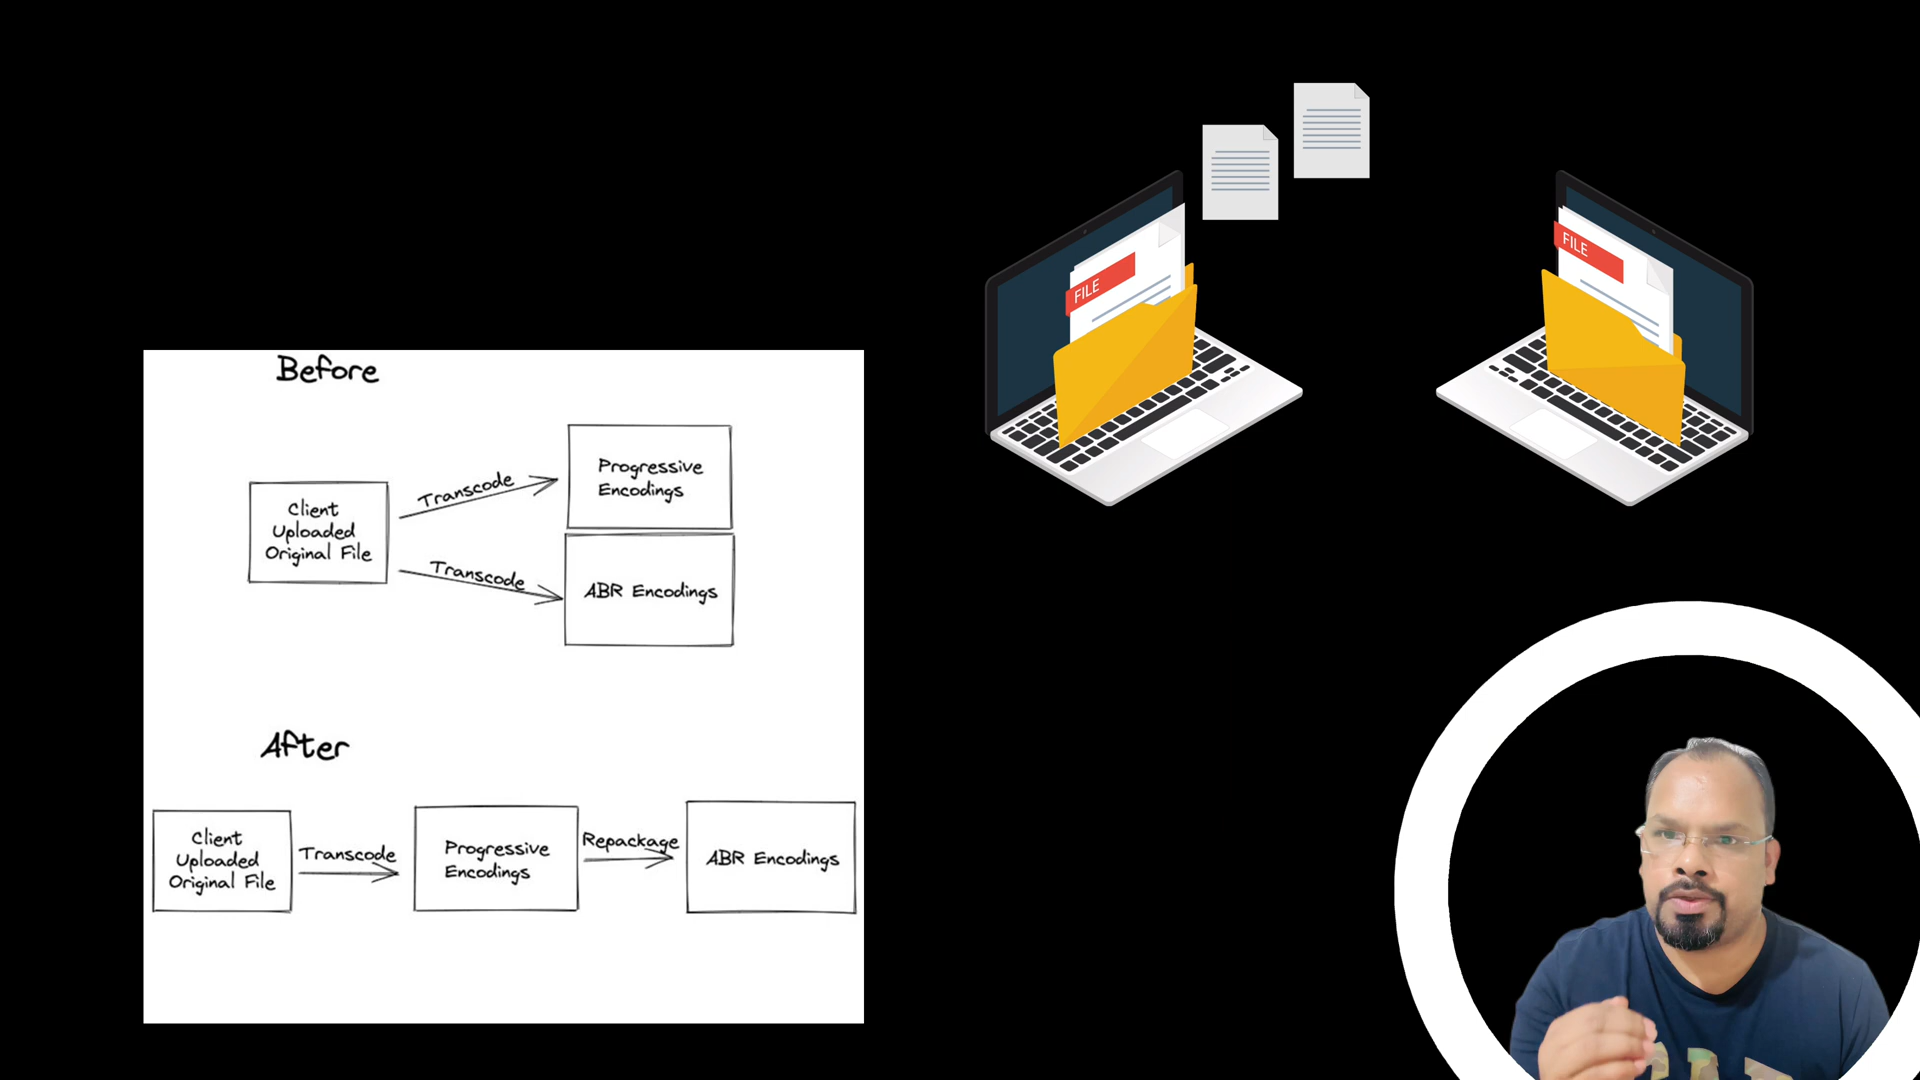 Before
Client
Uploaded
Original File
Transcode
Transcode
Progressive
Encodings
ABR Encodings
After
Client
Uploaded
Original File
Transcode
Progressive
Encodings
Repackage
ABR Encodings
FILE
FILE